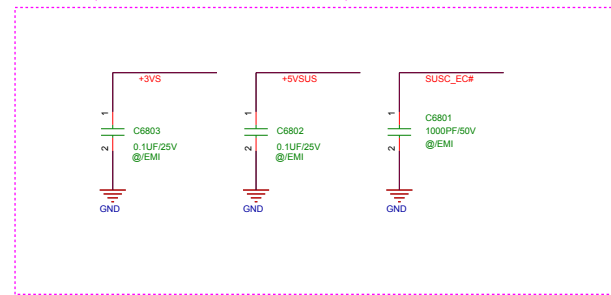 +3VS
+5VSUS
SUSC_EC#
1
1
1
C6803
C6802
C6801
0.1UF/25V
0.1UF/25V
1000PF/50V
@/EMI
@/EMI
@/EMI
2
2
2
GND
GND
GND